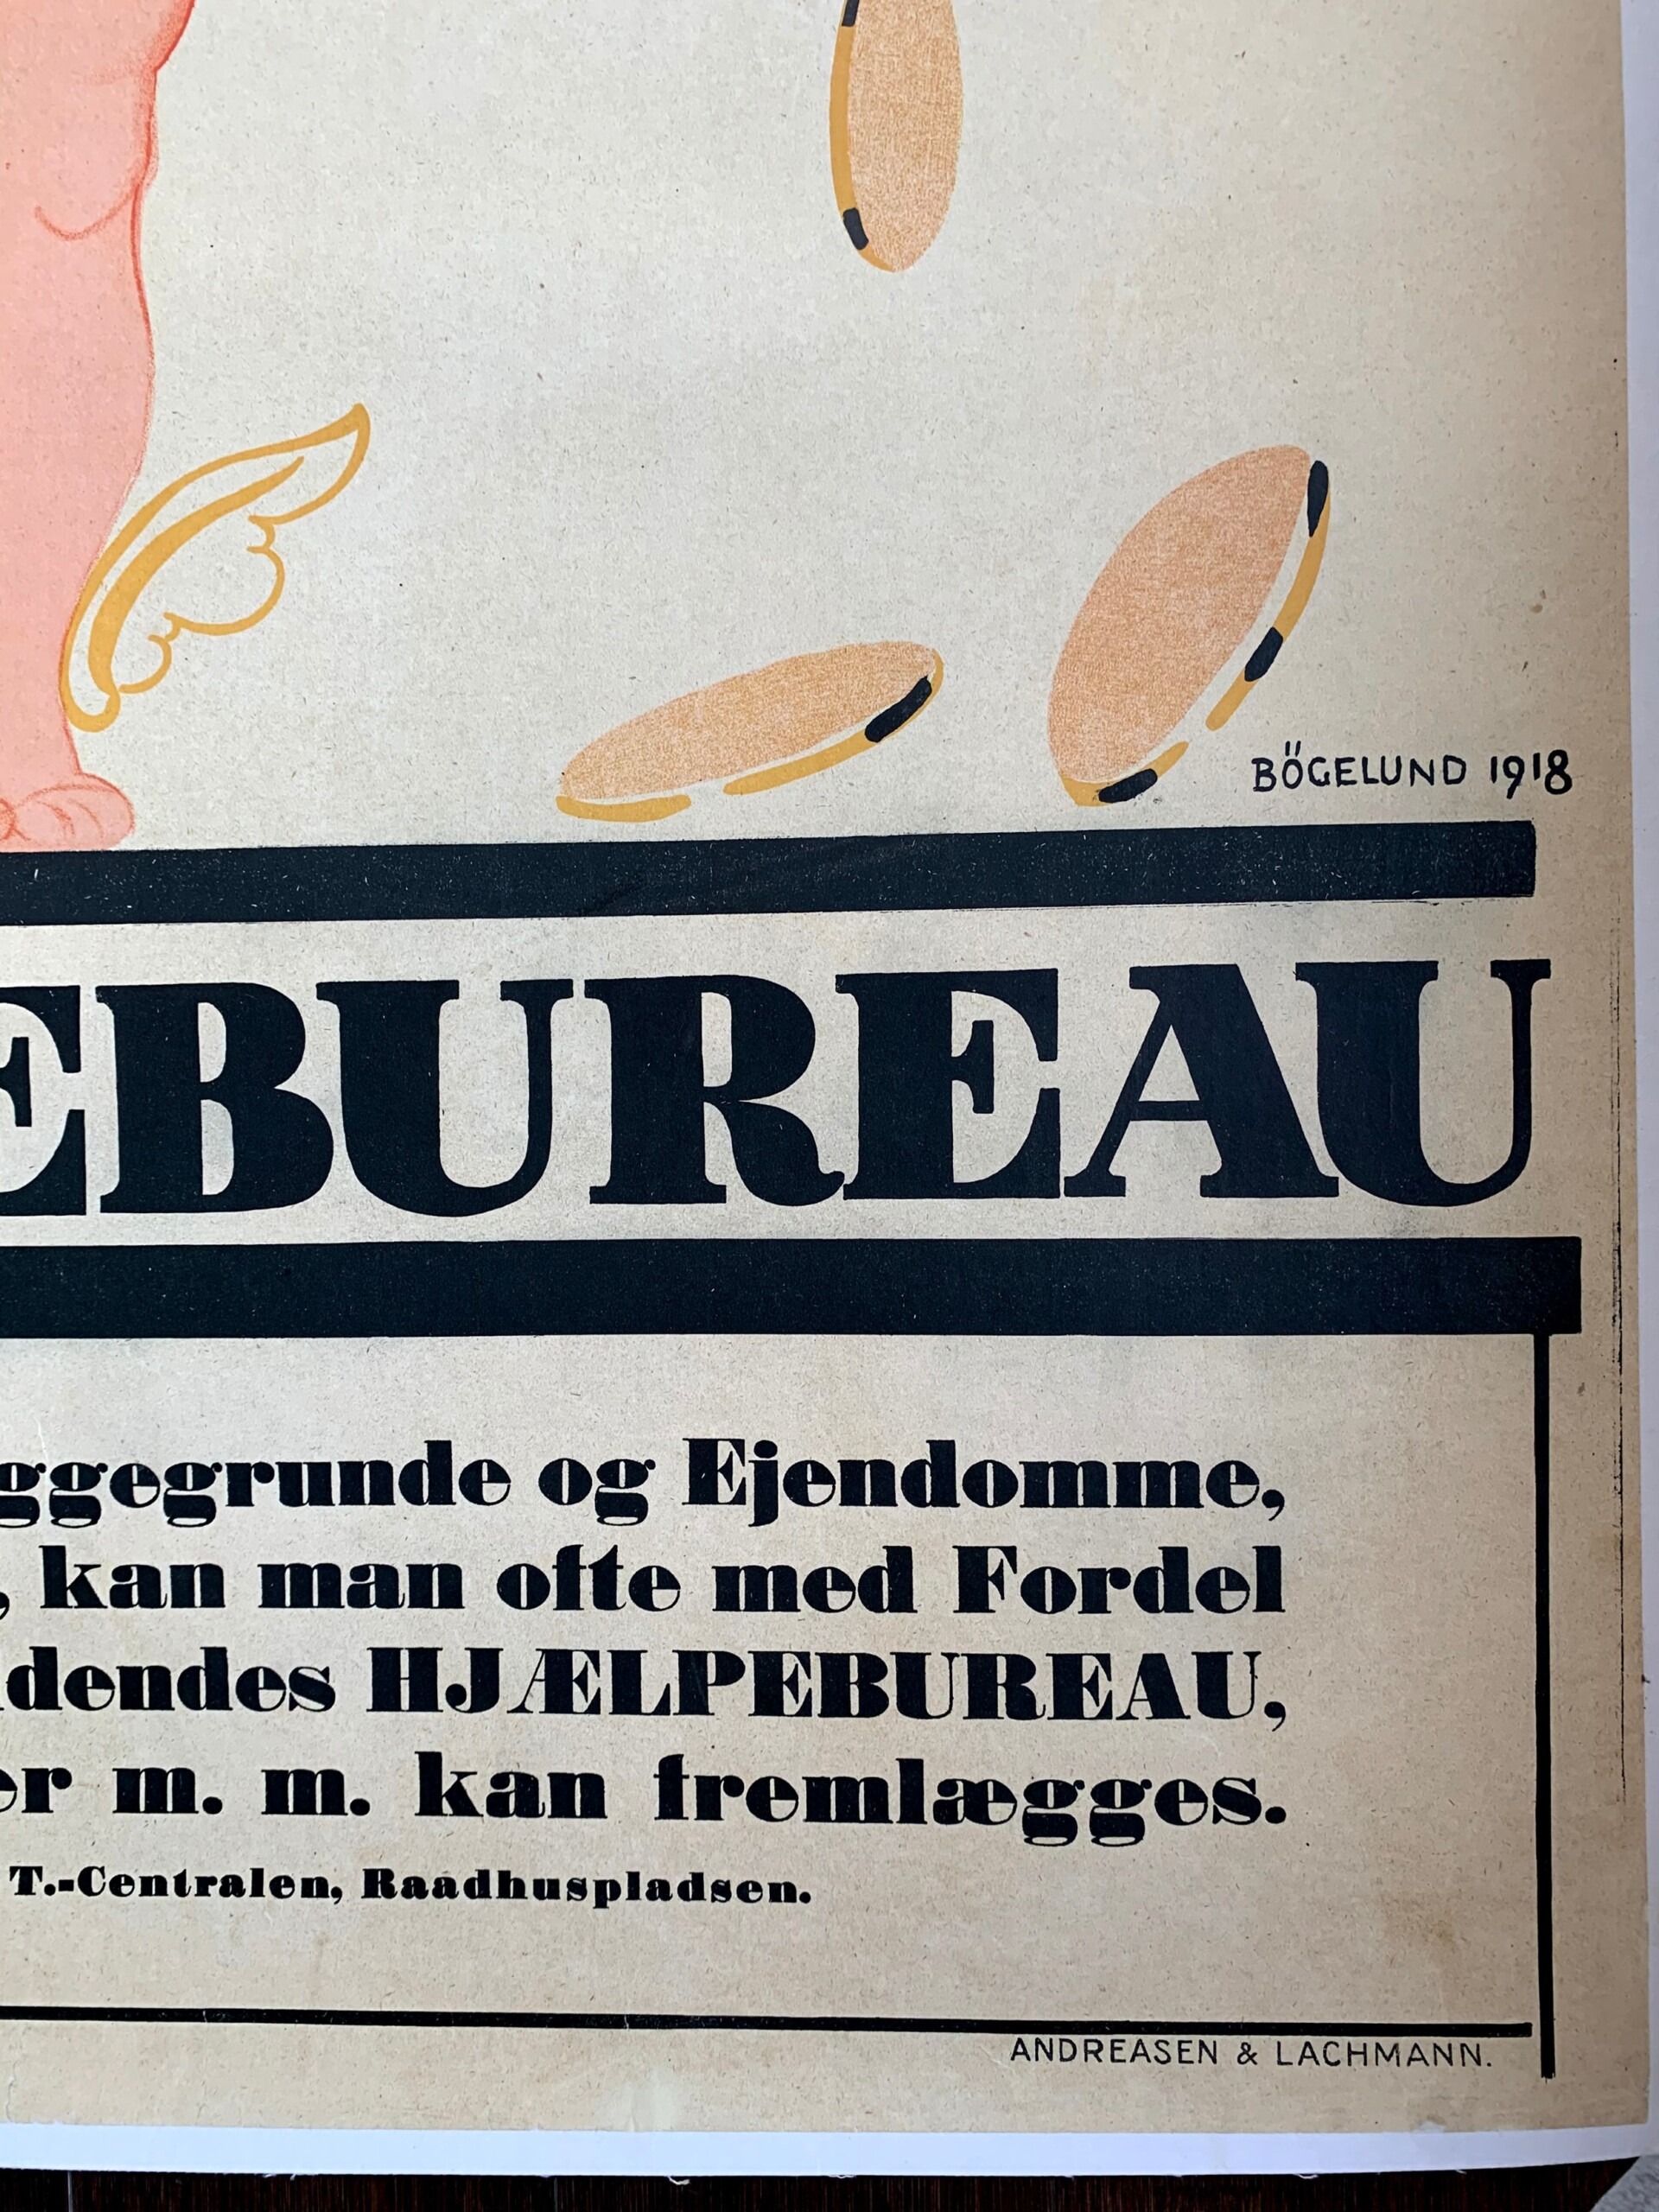 BÖGELUND 1918
EBUREAU
ggegrunde og Ejendomme,
, kan man ofte med Fordel
dendes HJÆLPEBUREAU,
er m. m. kan fremlægges.
T.-Centralen, Raadhuspladsen.
ANDREASEN & LACHMANN.